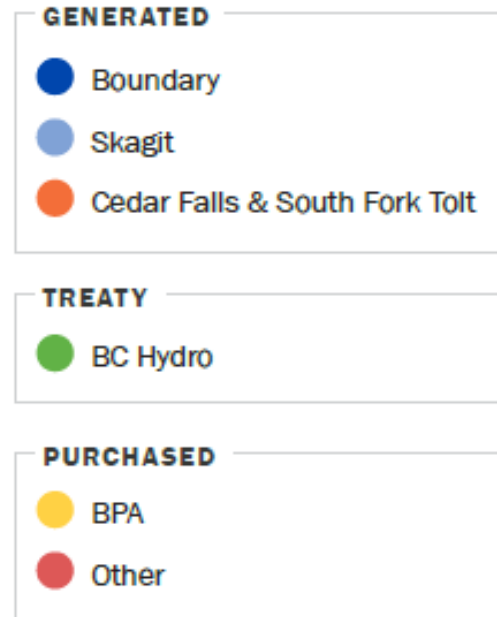 GENERATED
Boundary
Skagit
Cedar Falls & South Fork Tolt
TREATY
BC Hydro
PURCHASED
BPA
Other